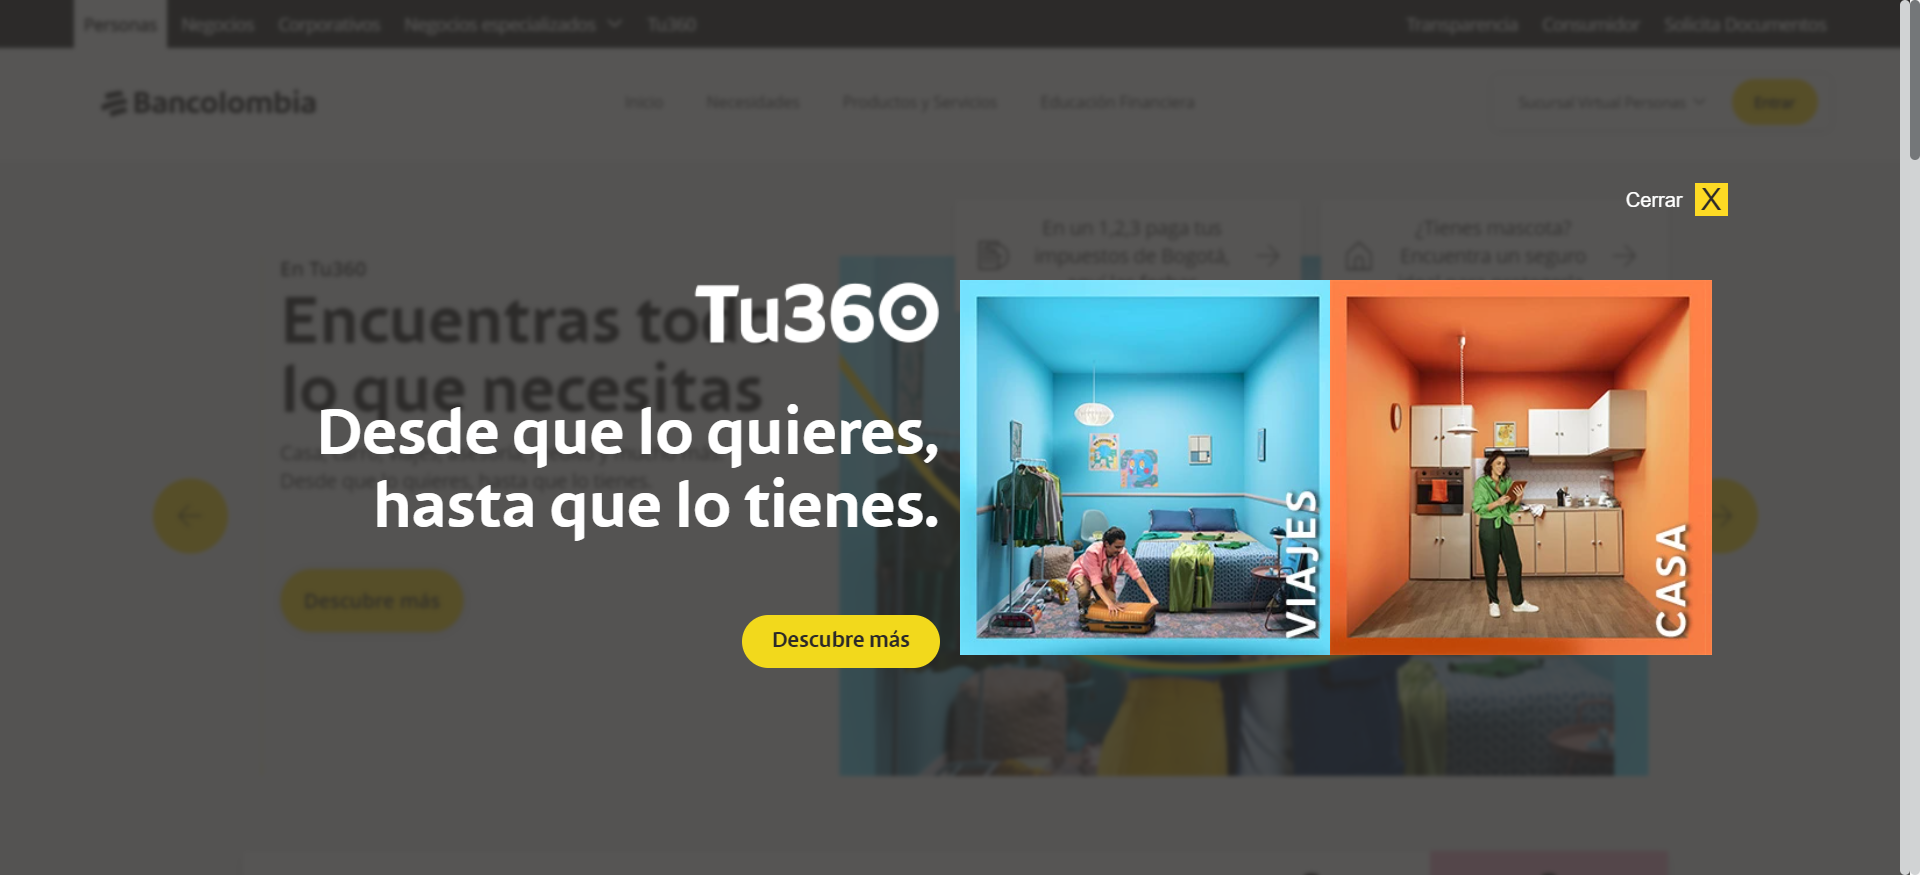 Personas Negocios Corporativos Negocios especializados Tu360 Transparencia Consumidor Solicita Documentos
Bancolombia Inicio Necesidades Productos y Servicios Educación Financiera Sucursal Virtual Personas Entrar
Cerrar X
En un 1,2,3 paga tus
impuestos de Bogotá,
¿Tienes mascota?
Encuentra un seguro
En Tu360
Encuentras todo
lo que necesitas
Desde que lo quieres, hasta que lo tienes.
Descubre más
Tu360
Desde que lo quieres,
hasta que lo tienes.
Descubre más
VIAJES
CASA